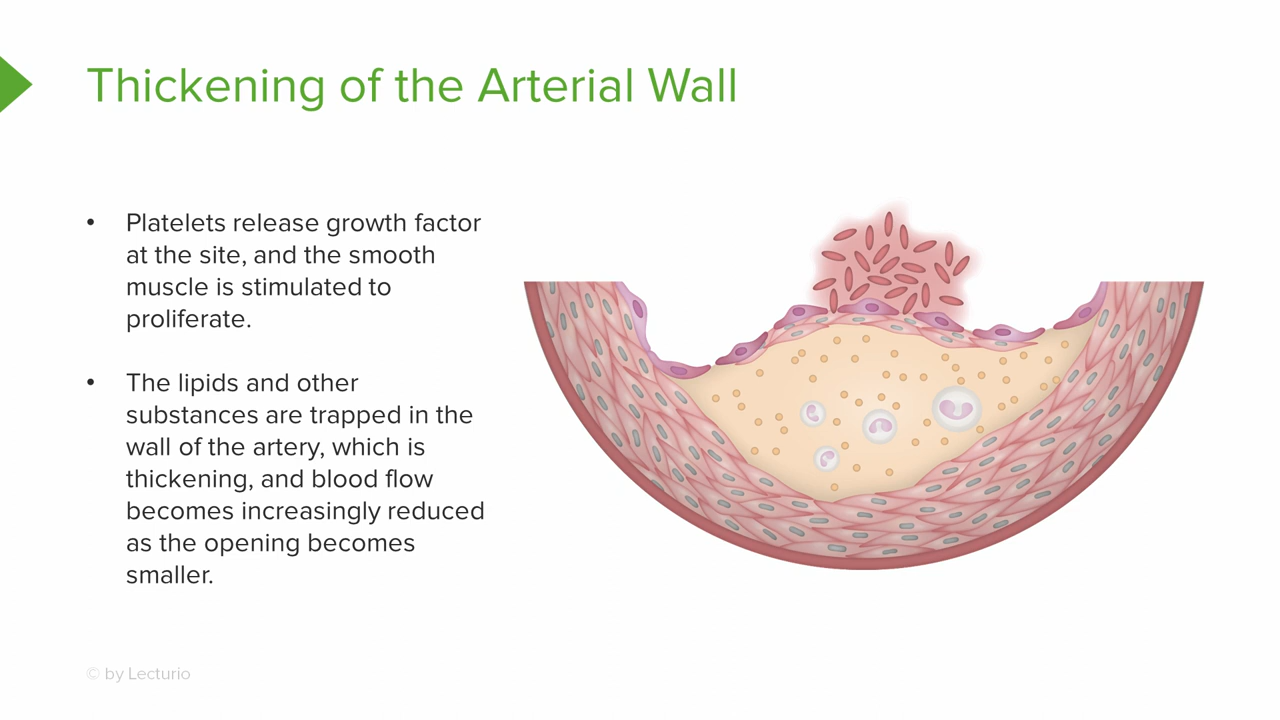 Thickening of the Arterial Wall
• Platelets release growth factor
at the site, and the smooth
muscle is stimulated to
proliferate.
• The lipids and other
substances are trapped in the
wall of the artery, which is
thickening, and blood flow
becomes increasingly reduced
as the opening becomes
smaller.
© by Lecturio